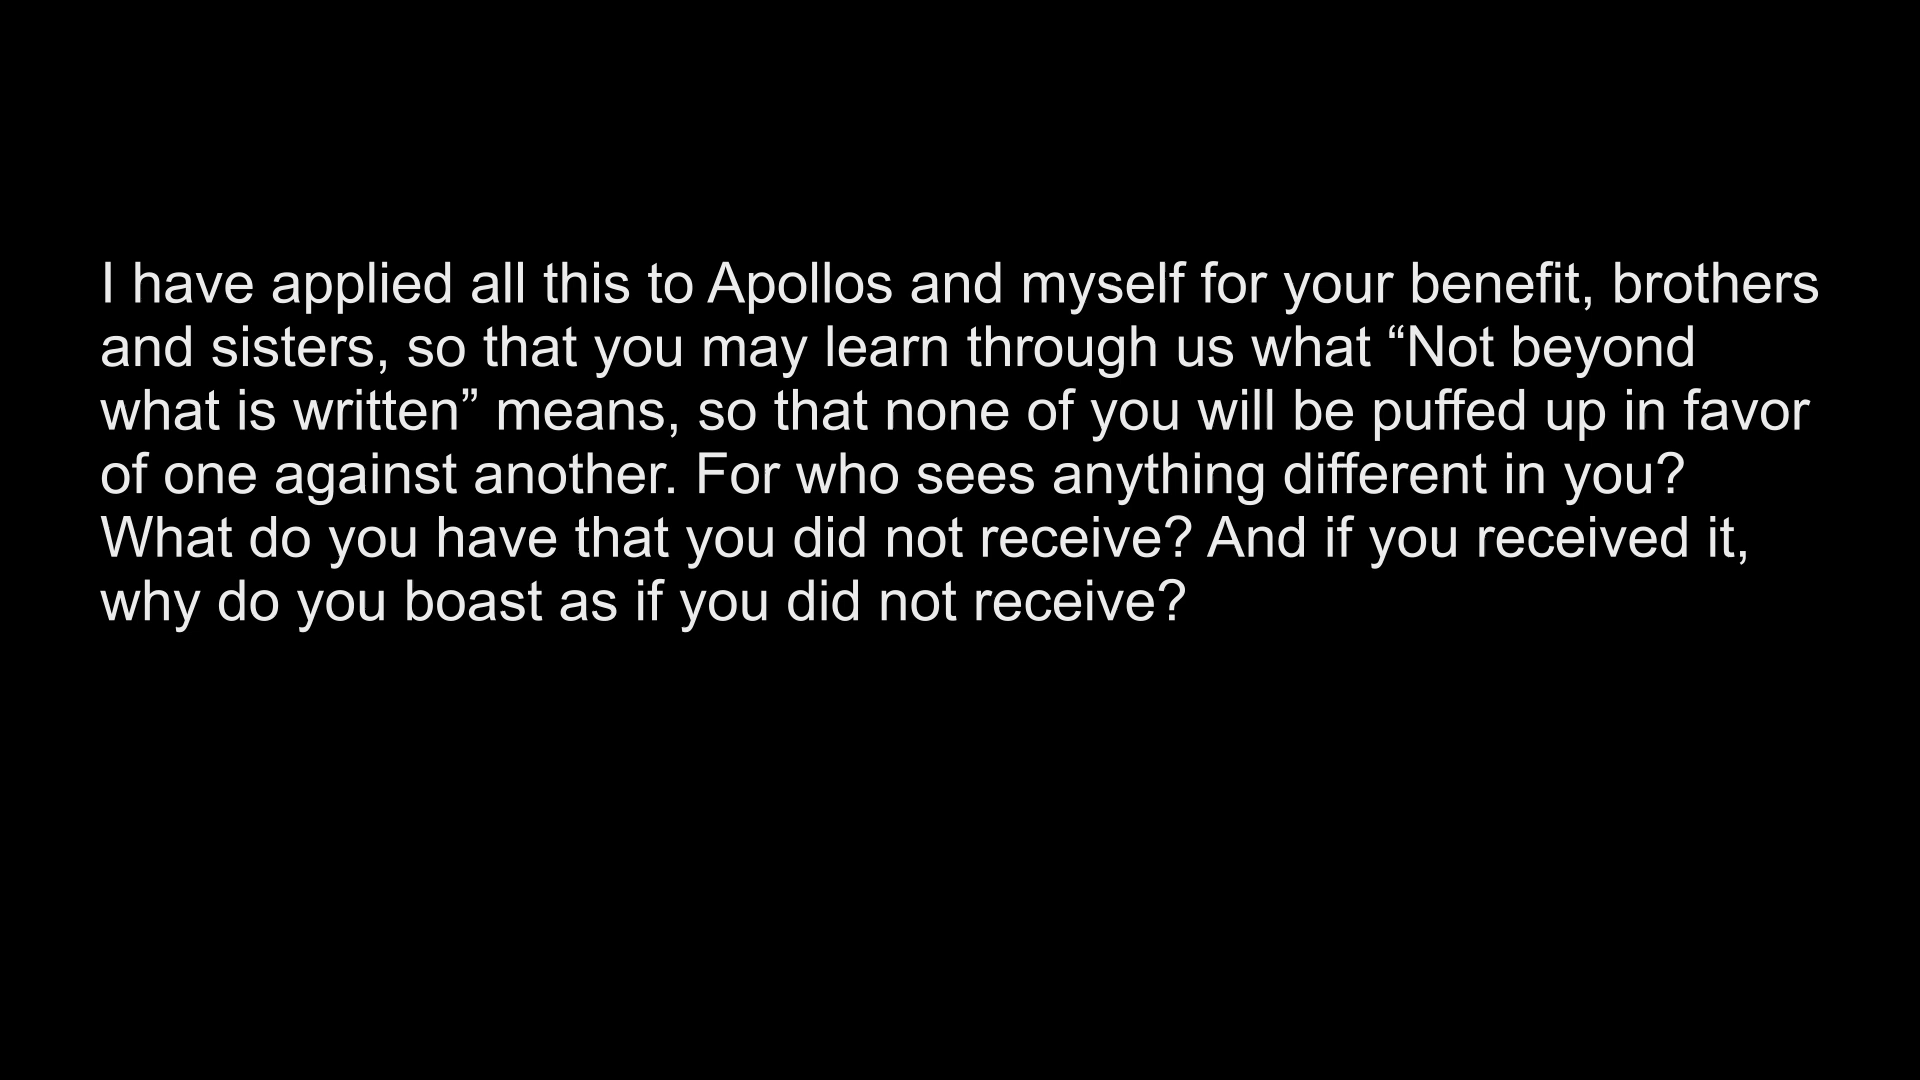 I have applied all this to Apollos and myself for your benefit, brothers
and sisters, so that you may learn through us what “Not beyond
what is written” means, so that none of you will be puffed up in favor
of one against another. For who sees anything different in you?
What do you have that you did not receive? And if you received it,
why do you boast as if you did not receive?